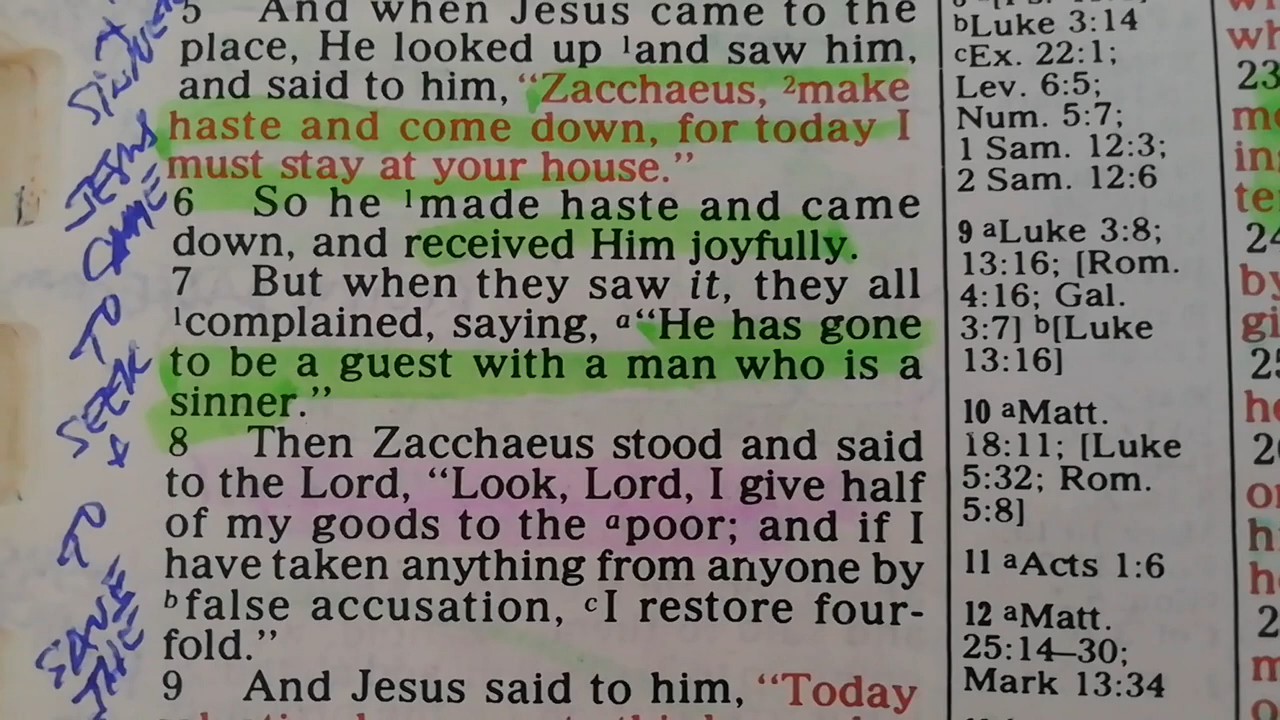 5 And when Jesus came to the
place, He looked up ¹and saw him,
and said to him, “Zacchaeus, ²make
haste and come down, for today I
must stay at your house.”
6 So he ¹made haste and came
down, and received Him joyfully.
7 But when they saw it, they all
¹complained, saying, ᵃ“He has gone
to be a guest with a man who is a
sinner.”
8 Then Zacchaeus stood and said
to the Lord, “Look, Lord, I give half
of my goods to the ᵃpoor; and if I
have taken anything from anyone by
ᵇfalse accusation, ᶜI restore four-
fold.”
9 And Jesus said to him, “Today
ᵇLuke 3:14
ᶜEx. 22:1;
Lev. 6:5;
Num. 5:7;
1 Sam. 12:3;
2 Sam. 12:6
9 ᵃLuke 3:8;
13:16; [Rom.
4:16; Gal.
3:7] ᵇ[Luke
13:16]
10 ᵃMatt.
18:11; [Luke
5:32; Rom.
5:8]
11 ᵃActs 1:6
12 ᵃMatt.
25:14–30;
Mark 13:34
23
24
by
gi
JESUS
CAME
TO
SEEK
+
TO
SAVE
THE